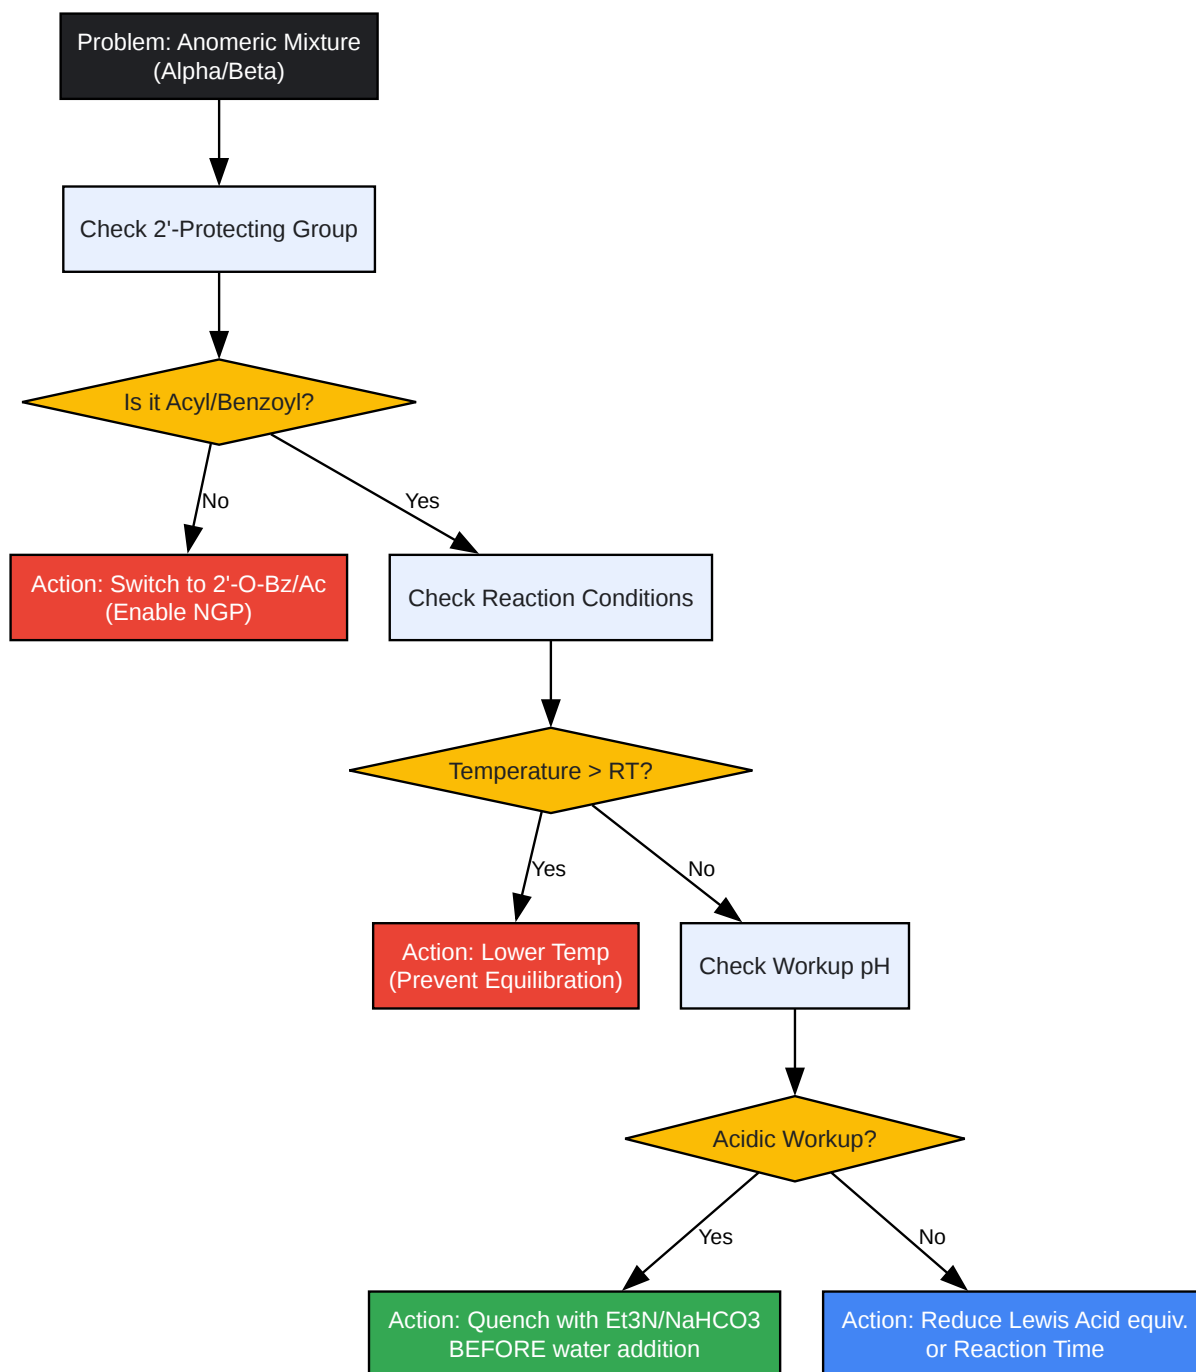 Problem: Anomeric Mixture
(Alpha/Beta)
Check 2'-Protecting Group
Is it Acyl/Benzoyl?
No
Yes
Action: Switch to 2'-O-Bz/Ac
(Enable NGP)
Check Reaction Conditions
Temperature > RT?
Yes
No
Action: Lower Temp
(Prevent Equilibration)
Check Workup pH
Acidic Workup?
Yes
No
Action: Quench with Et3N/NaHCO3
BEFORE water addition
Action: Reduce Lewis Acid equiv.
or Reaction Time